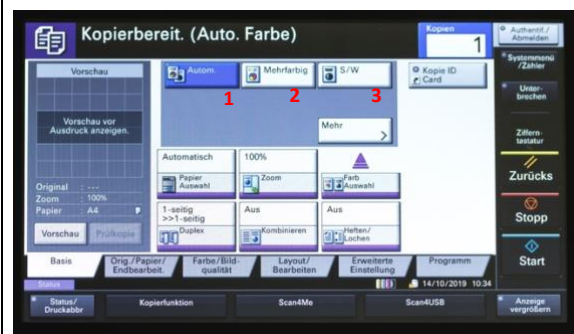 Kopierbereit. (Auto. Farbe)
Kopien
1
Authentif./
Abmelden
Vorschau
Vorschau vor
Ausdruck anzeigen.
Original : ---
Zoom : 100%
Papier : A4
Vorschau
Prüfkopie
Autom.
1
Mehrfarbig
2
S/W
3
Kopie ID
Card
Mehr
Automatisch
Papier
Auswahl
100%
Zoom
Farb
Auswahl
1-seitig
>>1-seitig
Duplex
Aus
Kombinieren
Aus
Heften/
Lochen
Systemmenü
/Zähler
Unter-
brechen
Ziffern-
tastatur
Zurücks
Stopp
Start
Basis
Orig./Papier/
Endbearbeit.
Farbe/Bild-
qualität
Layout/
Bearbeiten
Erweiterte
Einstellung
Programm
Status
14/10/2019 10:34
Status/
Druckabbr
Kopierfunktion
Scan4Me
Scan4USB
Anzeige
vergrößern